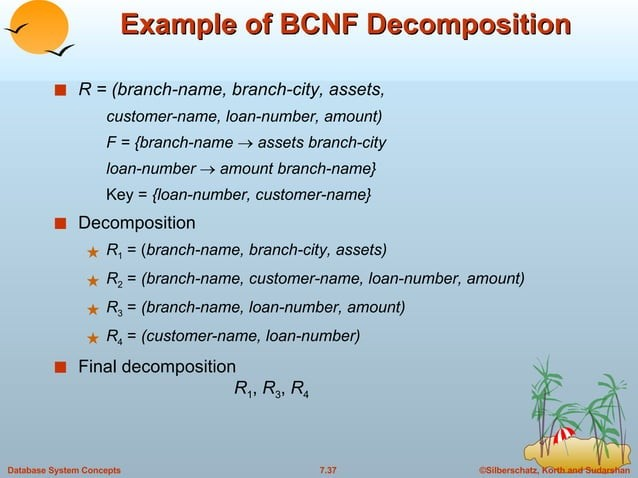 Example of BCNF Decomposition
R = (branch-name, branch-city, assets,
customer-name, loan-number, amount)
F = {branch-name → assets branch-city
loan-number → amount branch-name}
Key = {loan-number, customer-name}
Decomposition
R1 = (branch-name, branch-city, assets)
R2 = (branch-name, customer-name, loan-number, amount)
R3 = (branch-name, loan-number, amount)
R4 = (customer-name, loan-number)
Final decomposition
R1, R3, R4
Database System Concepts
7.37
©Silberschatz, Korth and Sudarshan